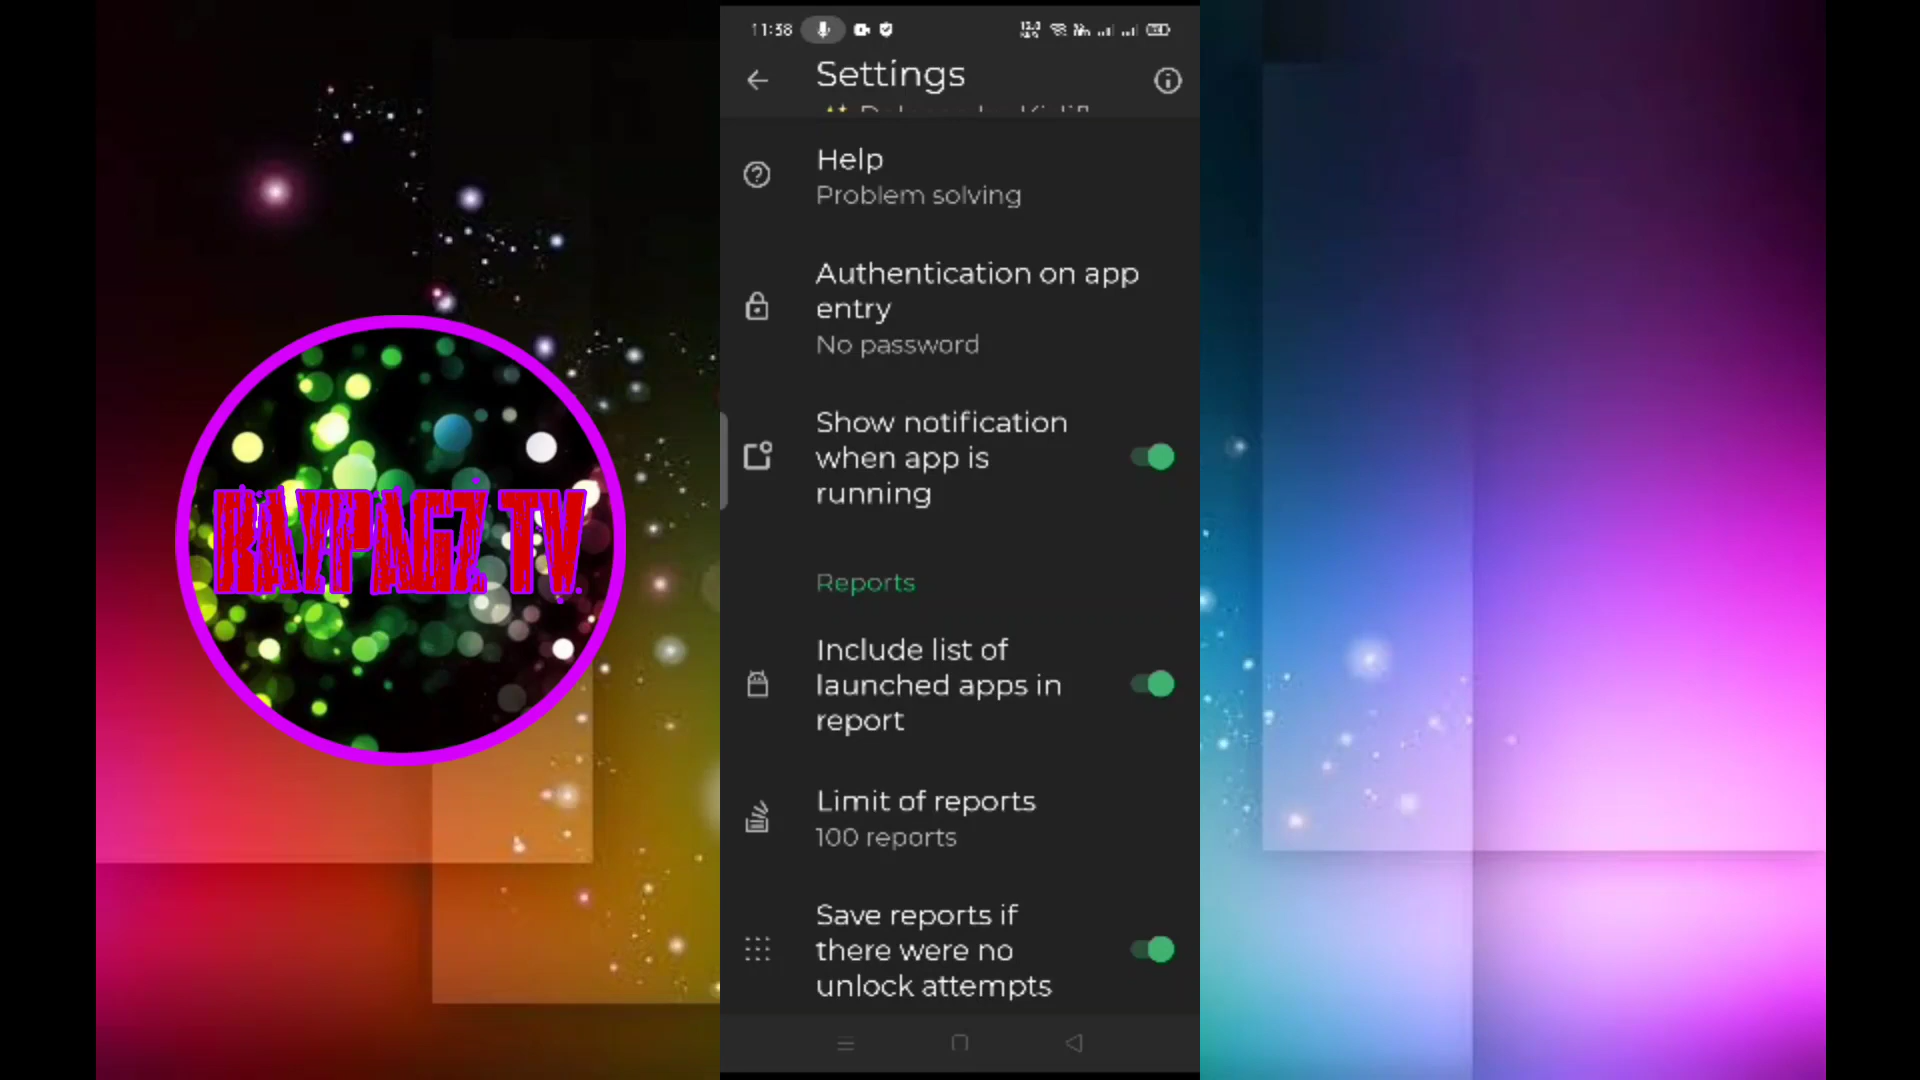 11:38
Settings
Help
Problem solving
Authentication on app
entry
No password
Show notification
when app is
running
Reports
Include list of
launched apps in
report
Limit of reports
100 reports
Save reports if
there were no
unlock attempts
RAYPAGZ TV